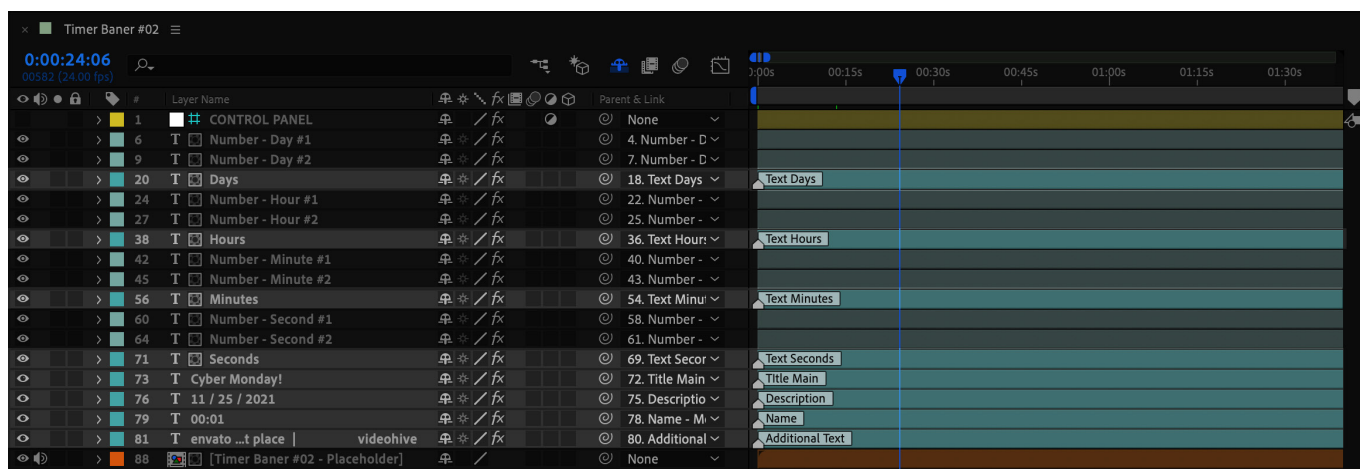 Timer Baner #02
0:00:24:06
00582 (24.00 fps)
:00s 00:15s 00:30s 00:45s 01:00s 01:15s 01:30s
# Layer Name Parent & Link
1 CONTROL PANEL None
6 T Number - Day #1 4. Number - D
9 T Number - Day #2 7. Number - D
20 T Days 18. Text Days Text Days
24 T Number - Hour #1 22. Number -
27 T Number - Hour #2 25. Number -
38 T Hours 36. Text Hours Text Hours
42 T Number - Minute #1 40. Number -
45 T Number - Minute #2 43. Number -
56 T Minutes 54. Text Minut Text Minutes
60 T Number - Second #1 58. Number -
64 T Number - Second #2 61. Number -
71 T Seconds 69. Text Secor Text Seconds
73 T Cyber Monday! 72. Title Main TItle Main
76 T 11 / 25 / 2021 75. Descriptio Description
79 T 00:01 78. Name - M Name
81 T envato ...t place | videohive 80. Additional Additional Text
88 [Timer Baner #02 - Placeholder] None